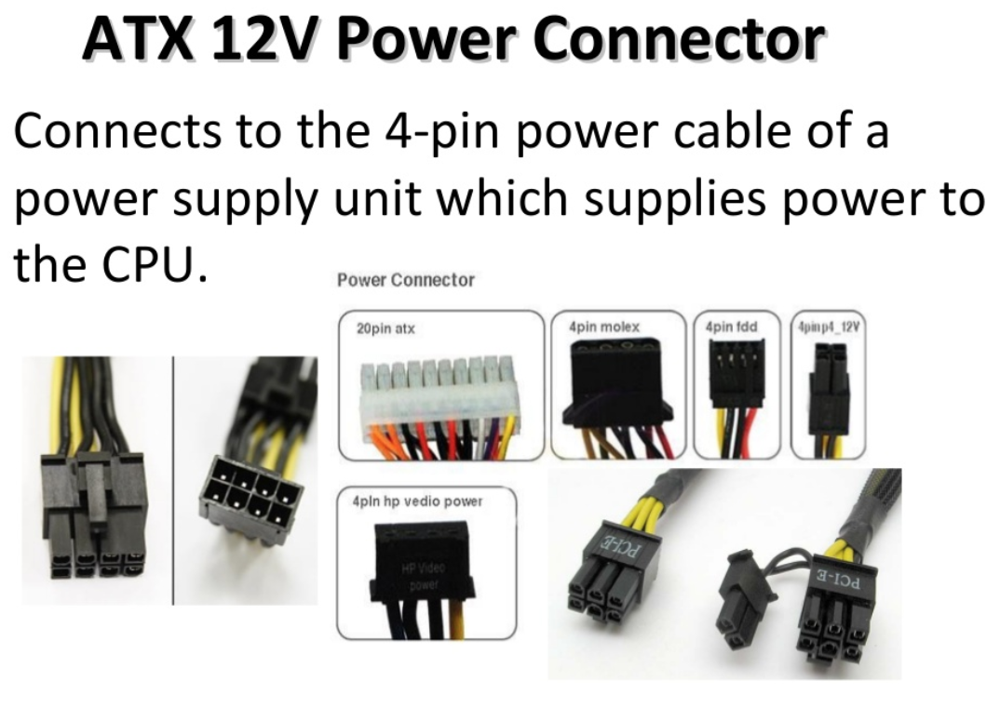 ATX 12V Power Connector
Connects to the 4-pin power cable of a
power supply unit which supplies power to
the CPU.
Power Connector
20pin atx
4pin molex
4pin fdd
4pinp4_12V
4pin hp vedio power
HP Video
power
PCI-E
PCI-E